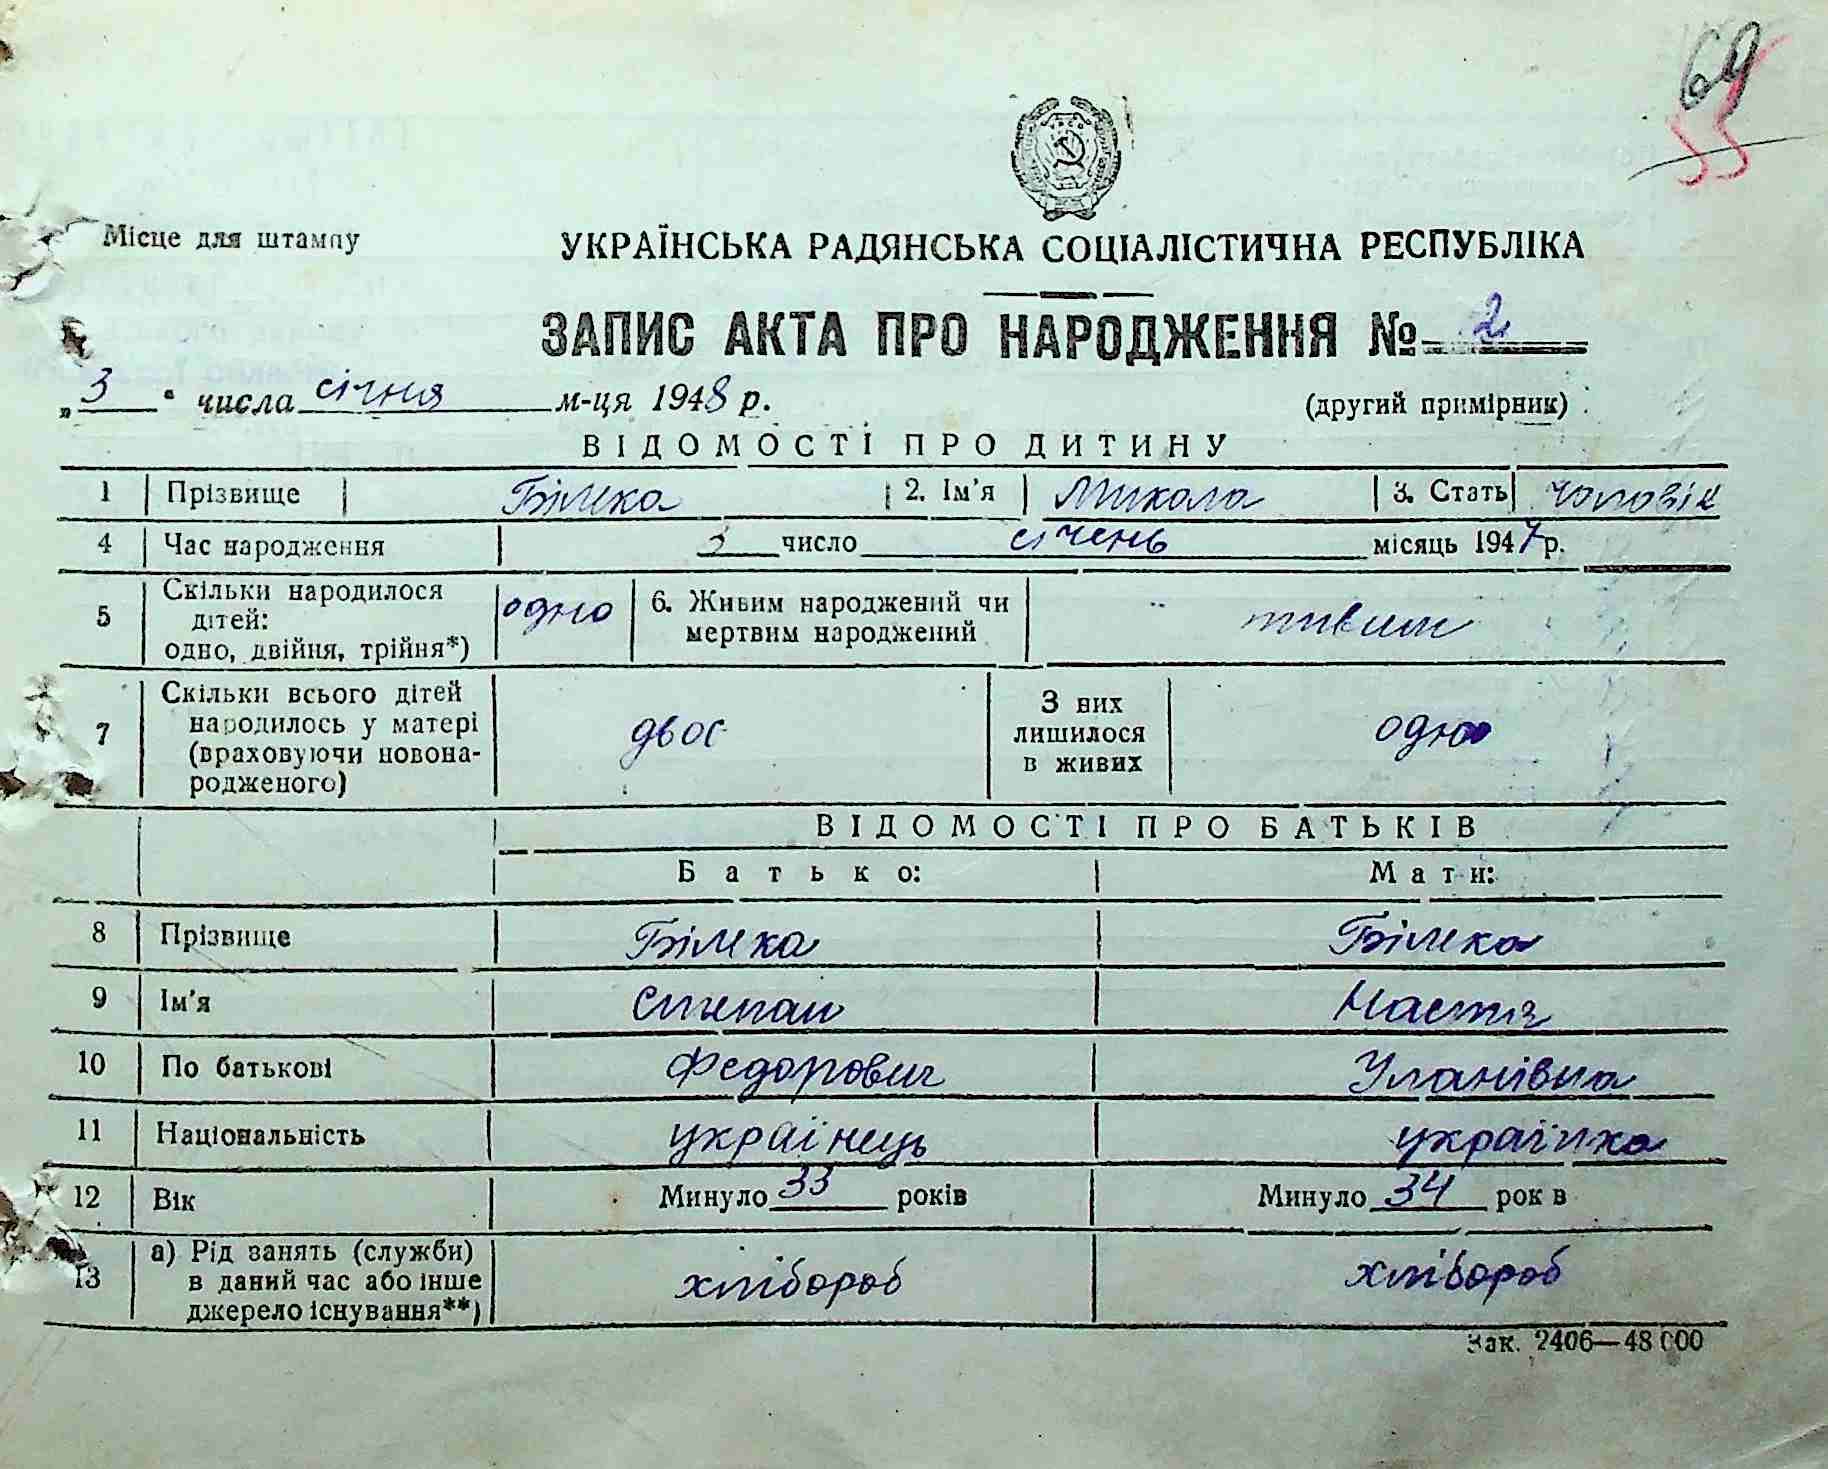 69
55
Місце для штампу
УКРАЇНСЬКА РАДЯНСЬКА СОЦІАЛІСТИЧНА РЕСПУБЛІКА
ЗАПИС АКТА ПРО НАРОДЖЕННЯ № 2
„3“ числа січня м-ця 1948 р. (другий примірник)
ВІДОМОСТІ ПРО ДИТИНУ
1 Прізвище Білека 2. Ім'я Микола 3. Стать чоловік
4 Час народження 3 число січень місяць 1947 р.
5 Скільки народилося дітей: одно, двійня, трійня*) одно 6. Живим народжений чи мертвим народжений живим
7 Скільки всього дітей народилось у матері (враховуючи новонародженого) двоє З них лишилося в живих одно
ВІДОМОСТІ ПРО БАТЬКІВ
Батько: Мати:
8 Прізвище Білека Білека
9 Ім'я Степан Настя
10 По батькові Федорович Уланівна
11 Національність українець українка
12 Вік Минуло 33 років Минуло 34 рок в
13 а) Рід занять (служби) в даний час або інше джерело існування**) хлібороб хлібороб
Зак. 2406—48 000